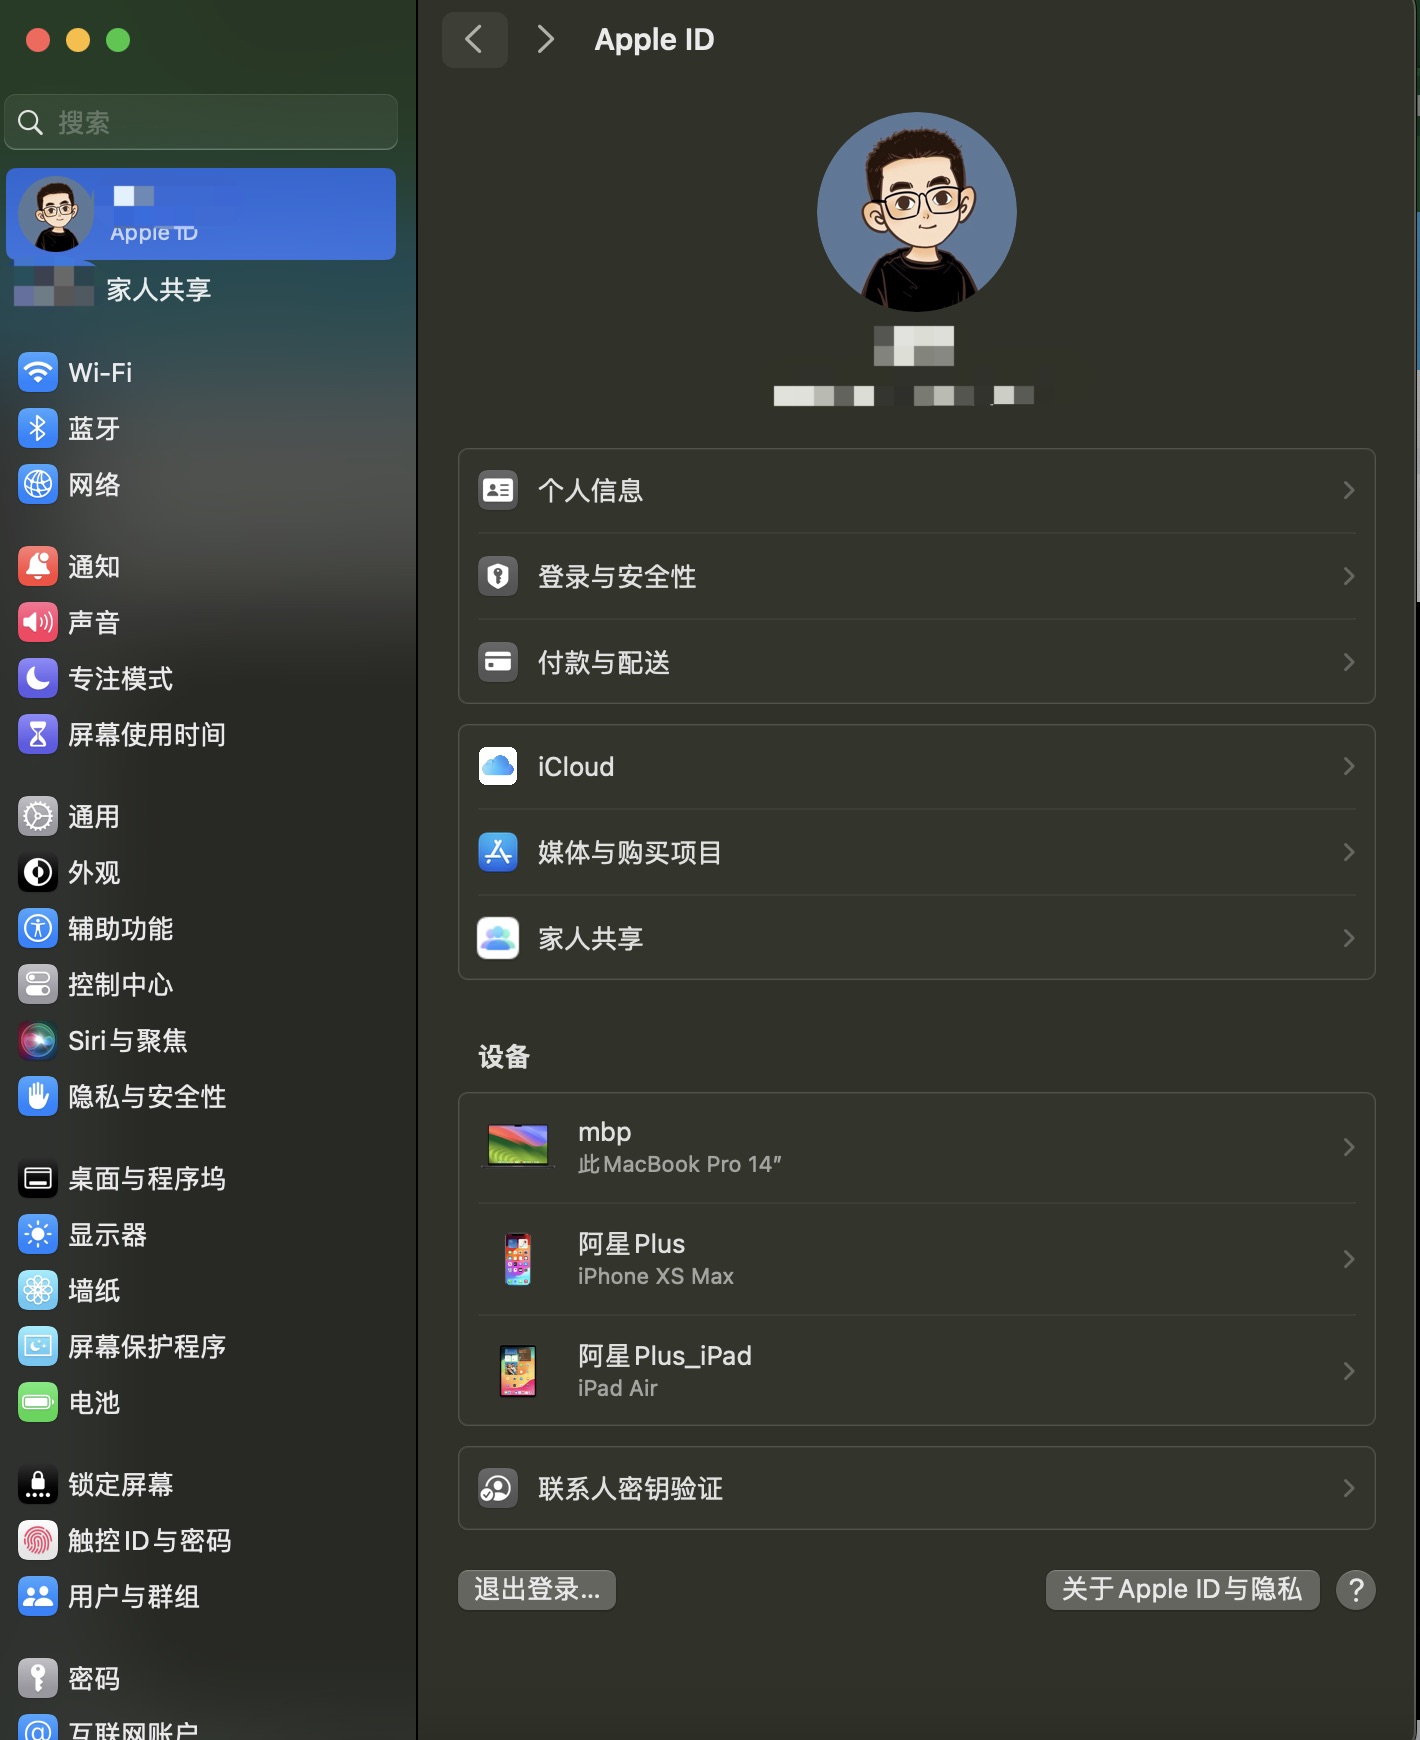 搜索
Apple ID
家人共享
Wi-Fi
蓝牙
网络
通知
声音
专注模式
屏幕使用时间
通用
外观
辅助功能
控制中心
Siri与聚焦
隐私与安全性
桌面与程序坞
显示器
墙纸
屏幕保护程序
电池
锁定屏幕
触控ID与密码
用户与群组
密码
互联网账户
Apple ID
个人信息
登录与安全性
付款与配送
iCloud
媒体与购买项目
家人共享
设备
mbp
此MacBook Pro 14″
阿星Plus
iPhone XS Max
阿星Plus_iPad
iPad Air
联系人密钥验证
退出登录...
关于Apple ID与隐私
?